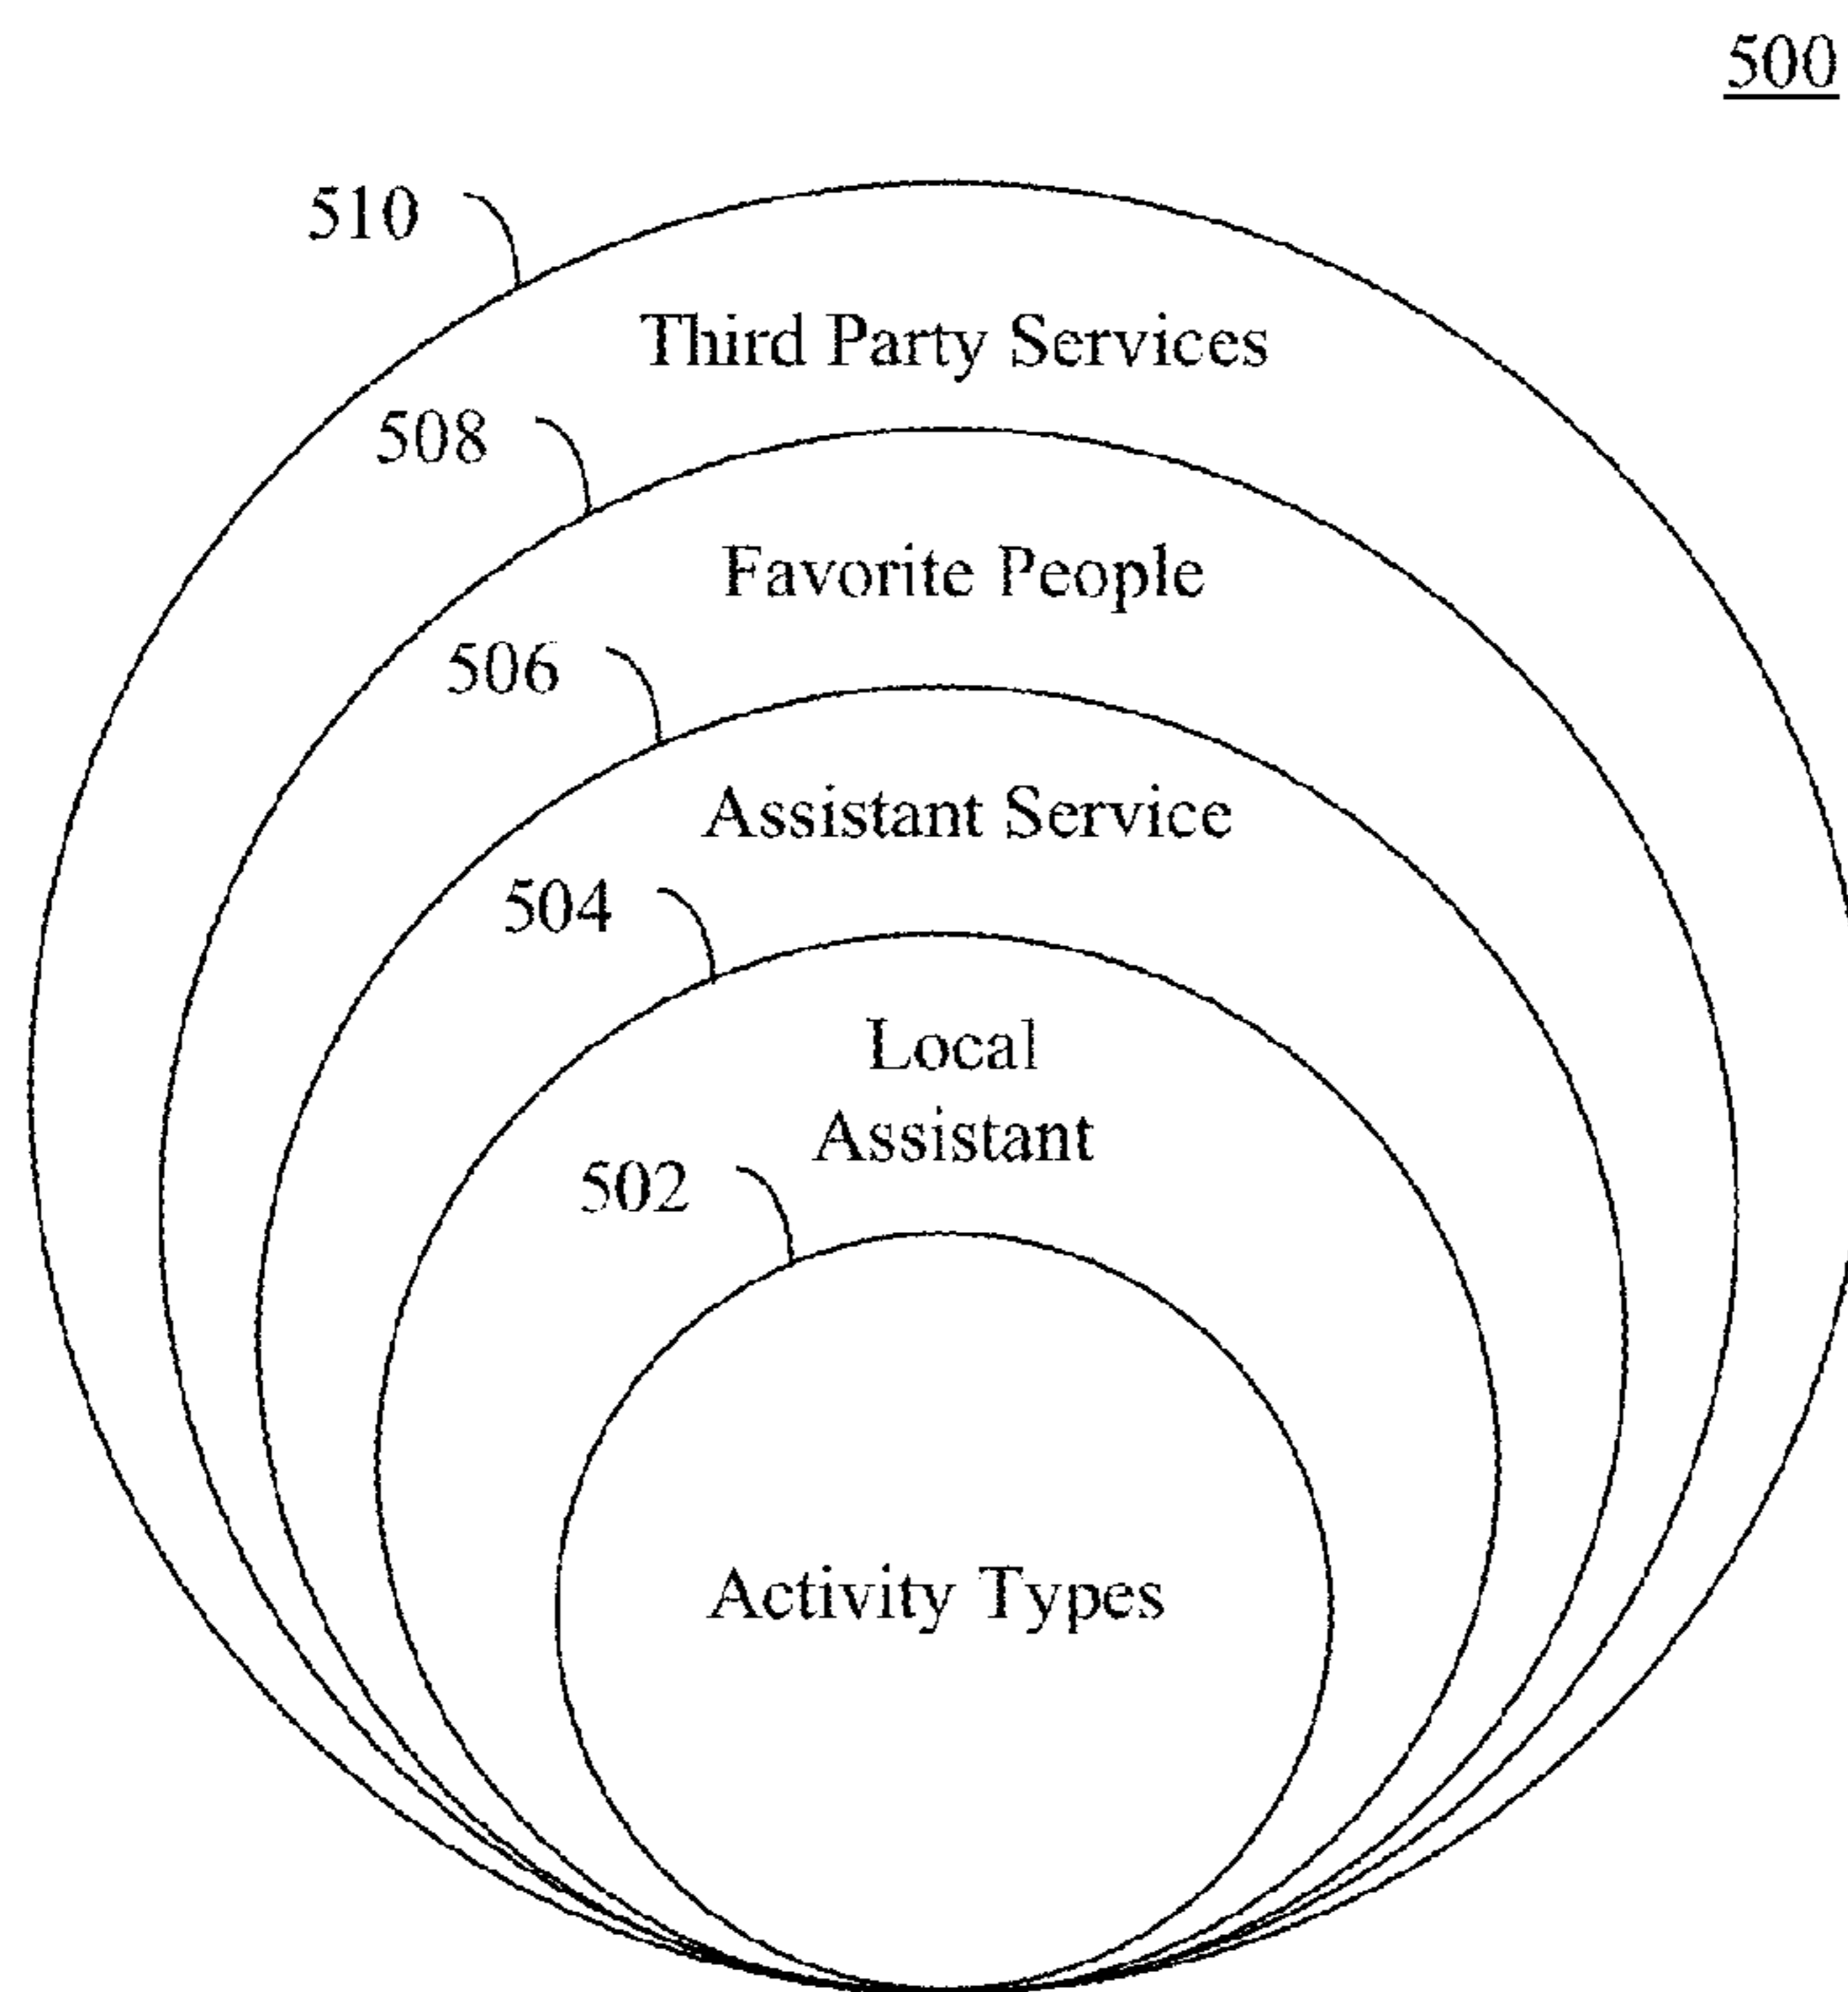 500
510
Third Party Services
508
Favorite People
506
Assistant Service
504
Local
Assistant
502
Activity Types